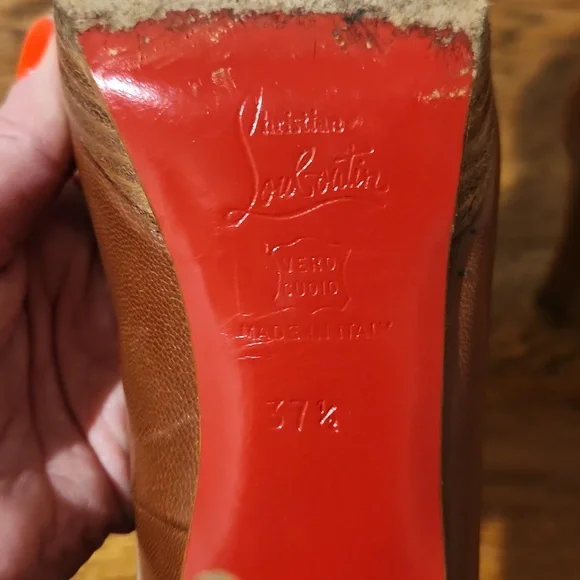 Christian
Louboutin
VERO
CUOIO
MADE IN ITALY
37½